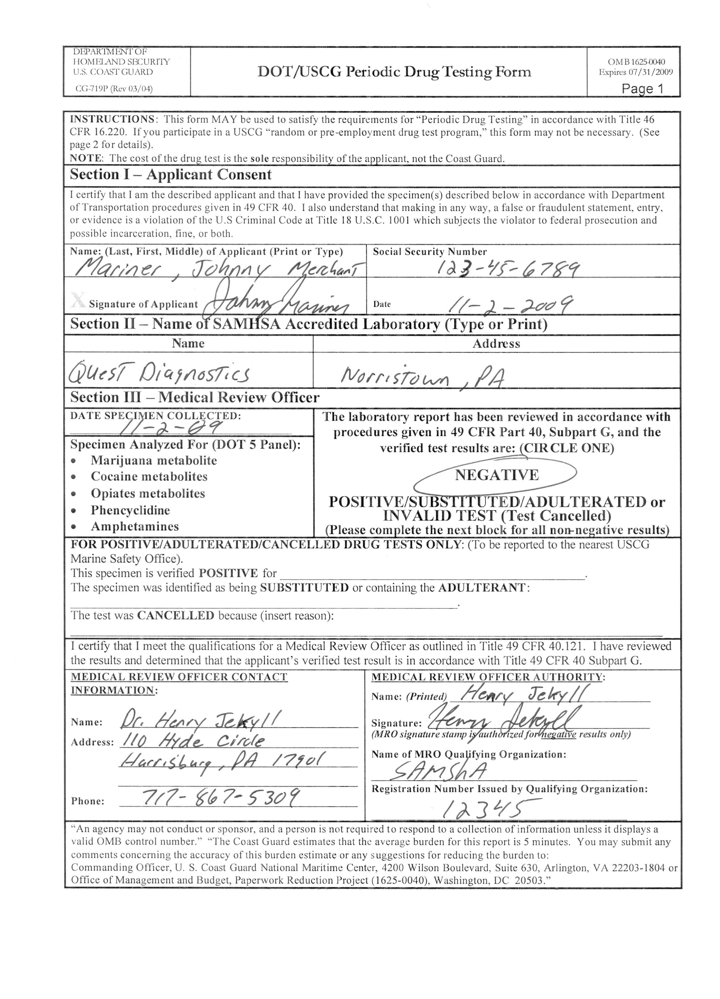 DEPARTMENT OF
HOMELAND SECURITY
U.S. COAST GUARD
CG-719P (Rev 03/04)
DOT/USCG Periodic Drug Testing Form
OMB 1625-0040
Expires 07/31/2009
Page 1
INSTRUCTIONS: This form MAY be used to satisfy the requirements for “Periodic Drug Testing” in accordance with Title 46
CFR 16.220. If you participate in a USCG “random or pre-employment drug test program,” this form may not be necessary. (See
page 2 for details).
NOTE: The cost of the drug test is the sole responsibility of the applicant, not the Coast Guard.
Section I – Applicant Consent
I certify that I am the described applicant and that I have provided the specimen(s) described below in accordance with Department
of Transportation procedures given in 49 CFR 40. I also understand that making in any way, a false or fraudulent statement, entry,
or evidence is a violation of the U.S Criminal Code at Title 18 U.S.C. 1001 which subjects the violator to federal prosecution and
possible incarceration, fine, or both.
Name: (Last, First, Middle) of Applicant (Print or Type)
Mariner, Johnny Merchant
Social Security Number
123-45-6789
X Signature of Applicant Johnny Mariner
Date 11-2-2009
Section II – Name of SAMHSA Accredited Laboratory (Type or Print)
Name
Address
Quest Diagnostics
Norristown, PA
Section III – Medical Review Officer
DATE SPECIMEN COLLECTED:
11-2-09
Specimen Analyzed For (DOT 5 Panel):
• Marijuana metabolite
• Cocaine metabolites
• Opiates metabolites
• Phencyclidine
• Amphetamines
The laboratory report has been reviewed in accordance with
procedures given in 49 CFR Part 40, Subpart G, and the
verified test results are: (CIRCLE ONE)
NEGATIVE
POSITIVE/SUBSTITUTED/ADULTERATED or
INVALID TEST (Test Cancelled)
(Please complete the next block for all non-negative results)
FOR POSITIVE/ADULTERATED/CANCELLED DRUG TESTS ONLY: (To be reported to the nearest USCG
Marine Safety Office).
This specimen is verified POSITIVE for .
The specimen was identified as being SUBSTITUTED or containing the ADULTERANT:
.
The test was CANCELLED because (insert reason):
I certify that I meet the qualifications for a Medical Review Officer as outlined in Title 49 CFR 40.121. I have reviewed
the results and determined that the applicant’s verified test result is in accordance with Title 49 CFR 40 Subpart G.
MEDICAL REVIEW OFFICER CONTACT
INFORMATION:
Name: Dr. Henry Jekyll
Address: 110 Hyde Circle
Harrisburg, PA 17901
Phone: 717-867-5309
MEDICAL REVIEW OFFICER AUTHORITY:
Name: (Printed) Henry Jekyll
Signature: Henry Jekyll
(MRO signature stamp is authorized for negative results only)
Name of MRO Qualifying Organization:
SAMShA
Registration Number Issued by Qualifying Organization:
12345
“An agency may not conduct or sponsor, and a person is not required to respond to a collection of information unless it displays a
valid OMB control number.” “The Coast Guard estimates that the average burden for this report is 5 minutes. You may submit any
comments concerning the accuracy of this burden estimate or any suggestions for reducing the burden to:
Commanding Officer, U. S. Coast Guard National Maritime Center, 4200 Wilson Boulevard, Suite 630, Arlington, VA 22203-1804 or
Office of Management and Budget, Paperwork Reduction Project (1625-0040), Washington, DC 20503.”